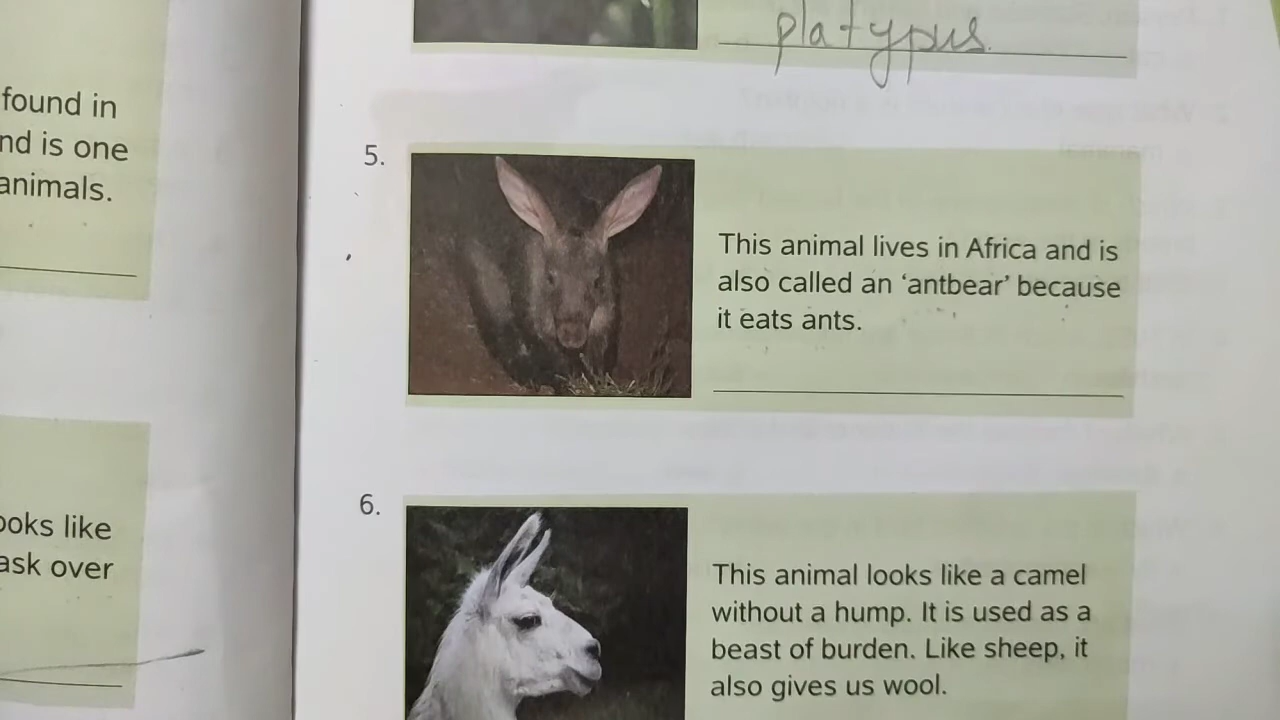 found in
nd is one
animals.
ooks like
ask over
platypus.
5.
This animal lives in Africa and is
also called an ‘antbear’ because
it eats ants.
6.
This animal looks like a camel
without a hump. It is used as a
beast of burden. Like sheep, it
also gives us wool.